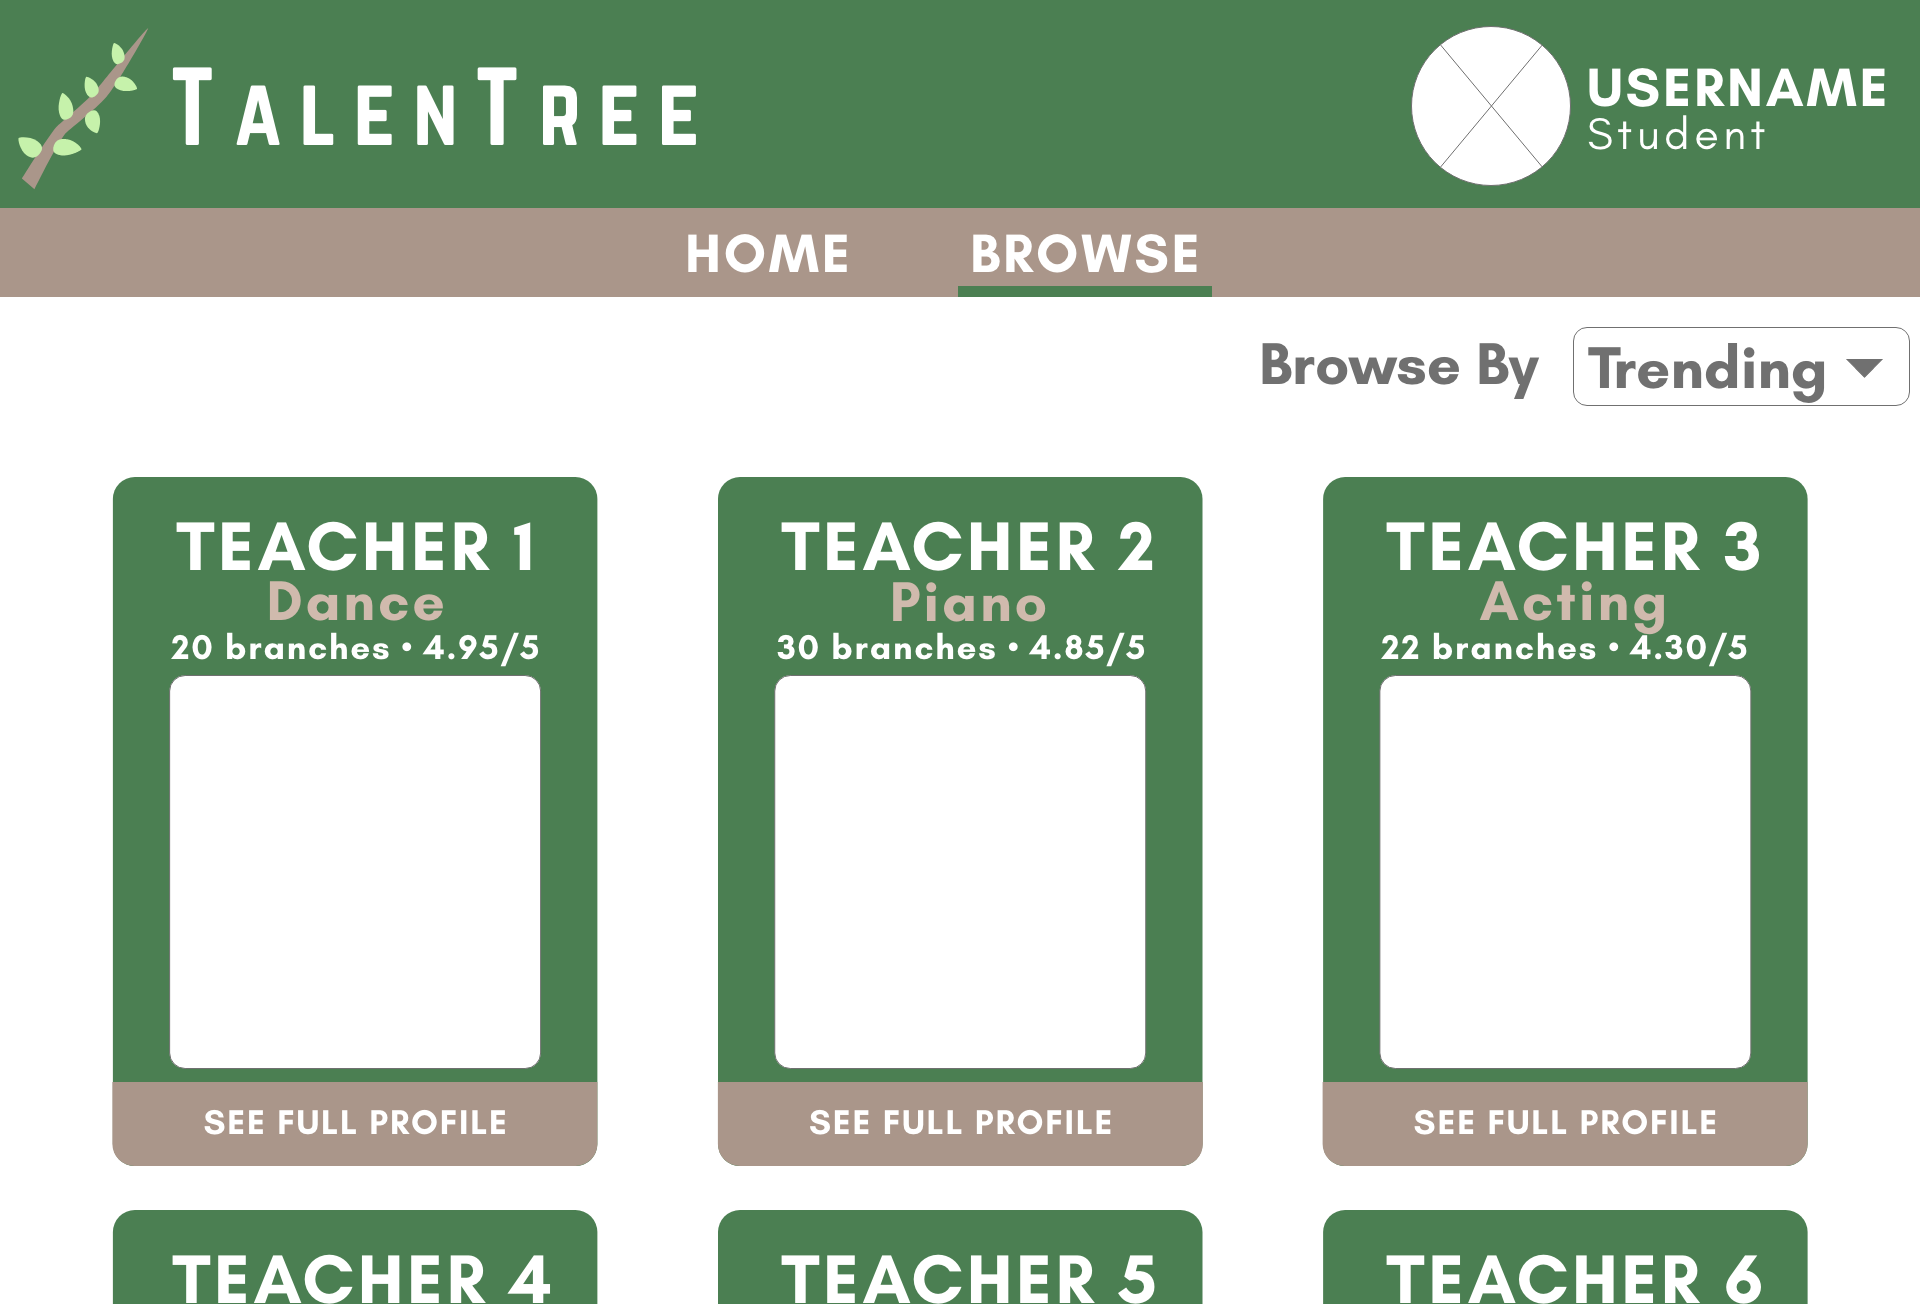 TALENTREE
USERNAME
Student
HOME BROWSE
Browse By Trending
TEACHER 1
Dance
20 branches • 4.95/5
SEE FULL PROFILE
TEACHER 2
Piano
30 branches • 4.85/5
SEE FULL PROFILE
TEACHER 3
Acting
22 branches • 4.30/5
SEE FULL PROFILE
TEACHER 4
TEACHER 5
TEACHER 6